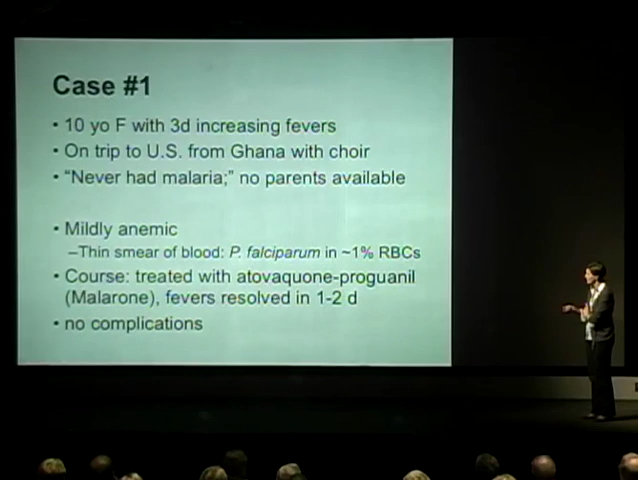 Case #1
• 10 yo F with 3d increasing fevers
• On trip to U.S. from Ghana with choir
• “Never had malaria;” no parents available
• Mildly anemic
–Thin smear of blood: P. falciparum in ~1% RBCs
• Course: treated with atovaquone-proguanil
(Malarone), fevers resolved in 1-2 d
• no complications